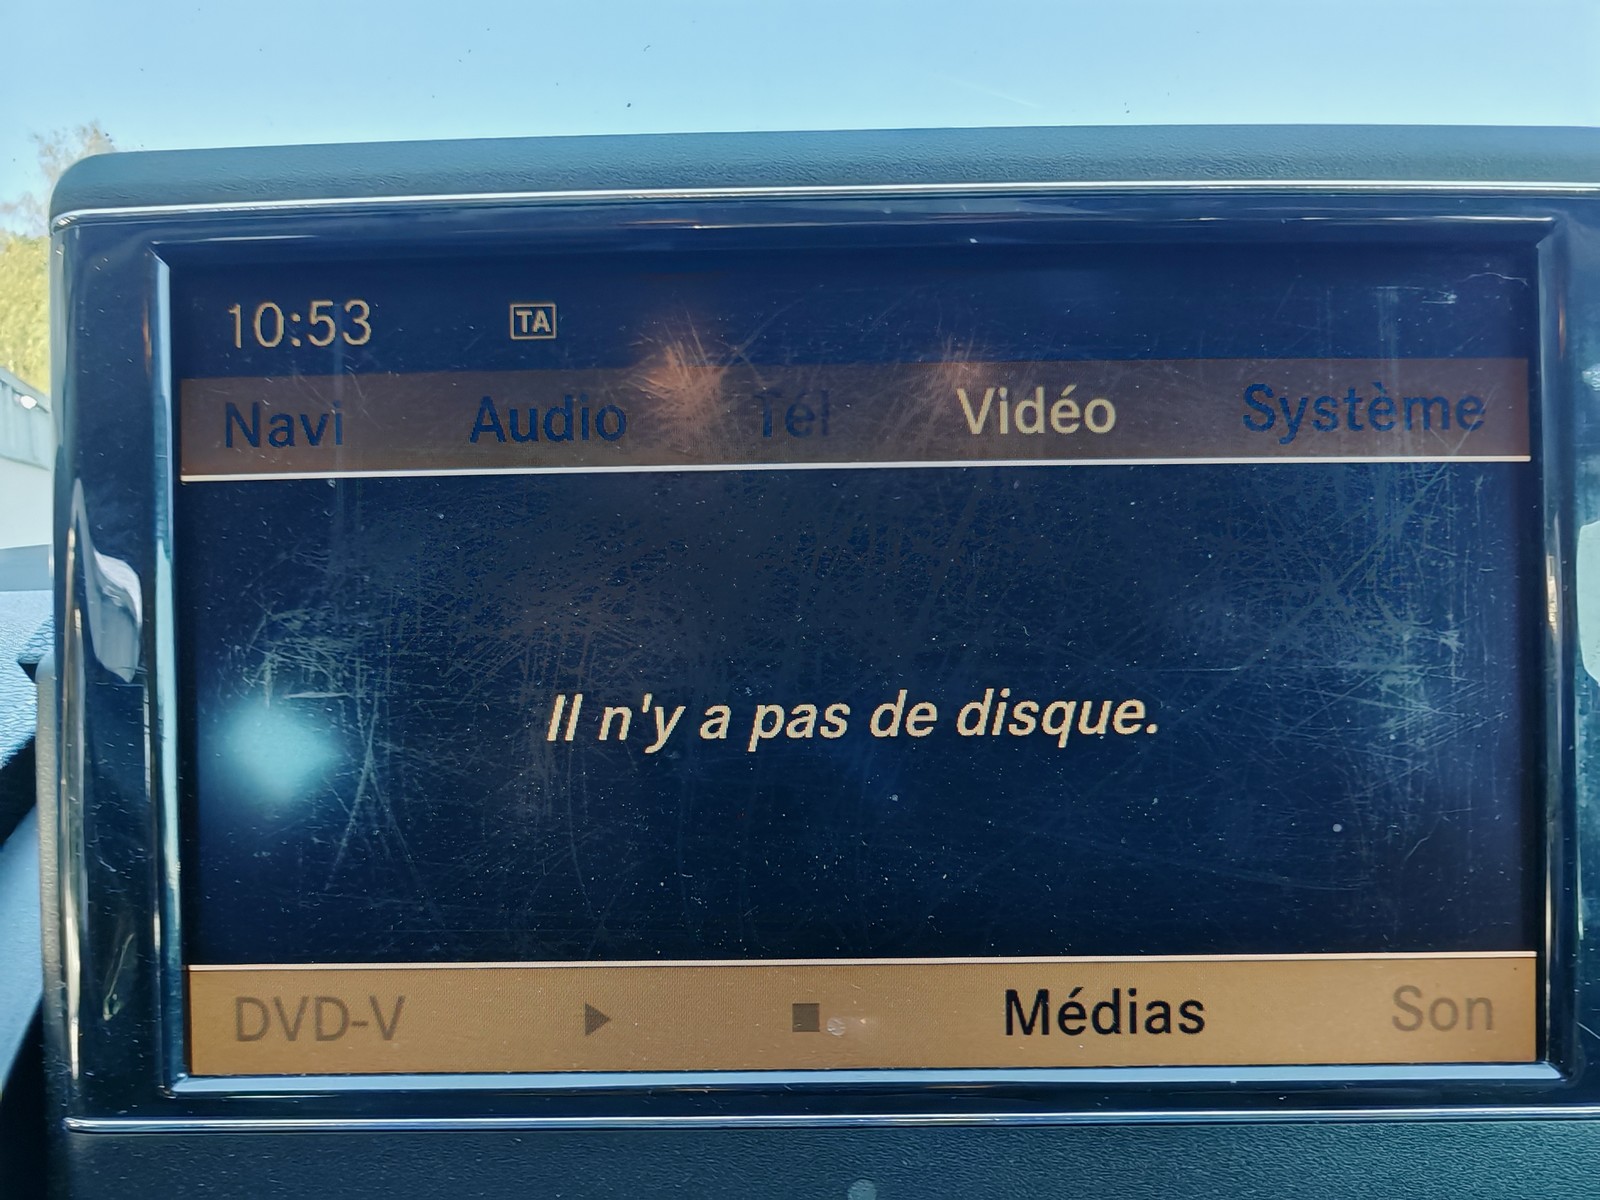 10:53 TA
Navi Audio Tél Vidéo Système
Il n'y a pas de disque.
DVD-V Médias Son